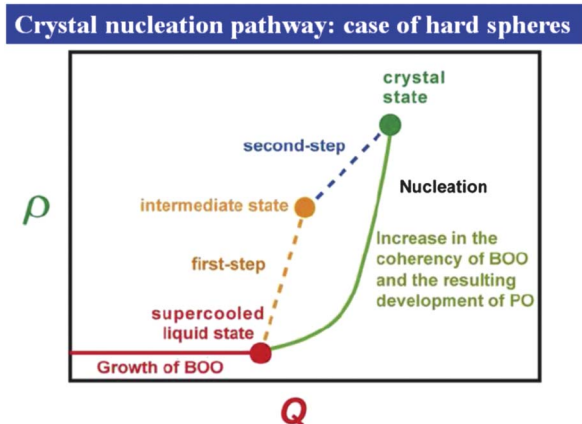 Crystal nucleation pathway: case of hard spheres
crystal
state
second-step
Nucleation
ρ
intermediate state
Increase in the
coherency of BOO
and the resulting
development of PO
first-step
supercooled
liquid state
Growth of BOO
Q